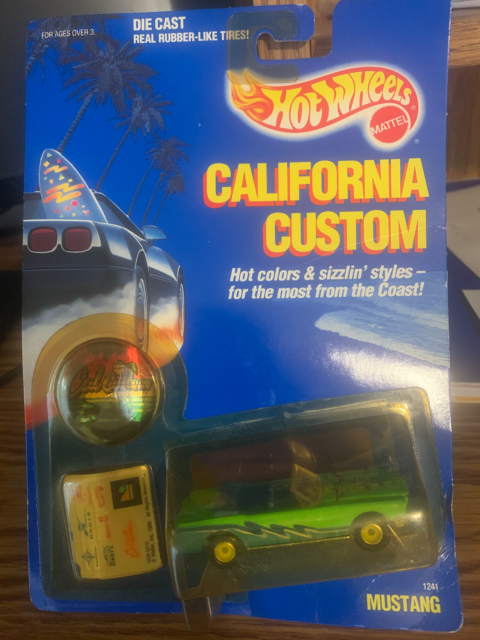 FOR AGES OVER 3.
DIE CAST
REAL RUBBER-LIKE TIRES!
HOT WHEELS
MATTEL
CALIFORNIA
CUSTOM
Hot colors & sizzlin' styles –
for the most from the Coast!
1241
MUSTANG